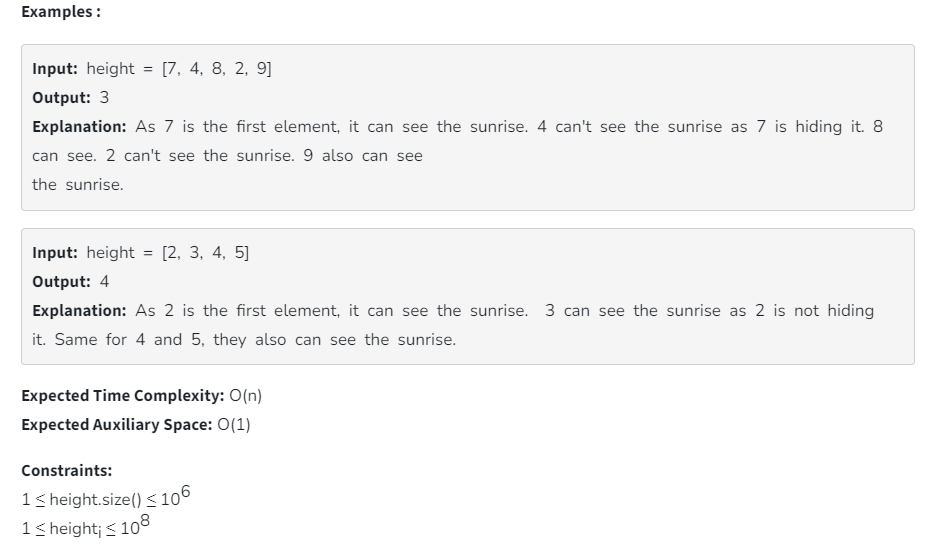 Examples :
Input: height = [7, 4, 8, 2, 9]
Output: 3
Explanation: As 7 is the first element, it can see the sunrise. 4 can't see the sunrise as 7 is hiding it. 8
can see. 2 can't see the sunrise. 9 also can see
the sunrise.
Input: height = [2, 3, 4, 5]
Output: 4
Explanation: As 2 is the first element, it can see the sunrise.  3 can see the sunrise as 2 is not hiding
it. Same for 4 and 5, they also can see the sunrise.
Expected Time Complexity: O(n)
Expected Auxiliary Space: O(1)
Constraints:
1 ≤ height.size() ≤ 10⁶
1 ≤ heightᵢ ≤ 10⁸